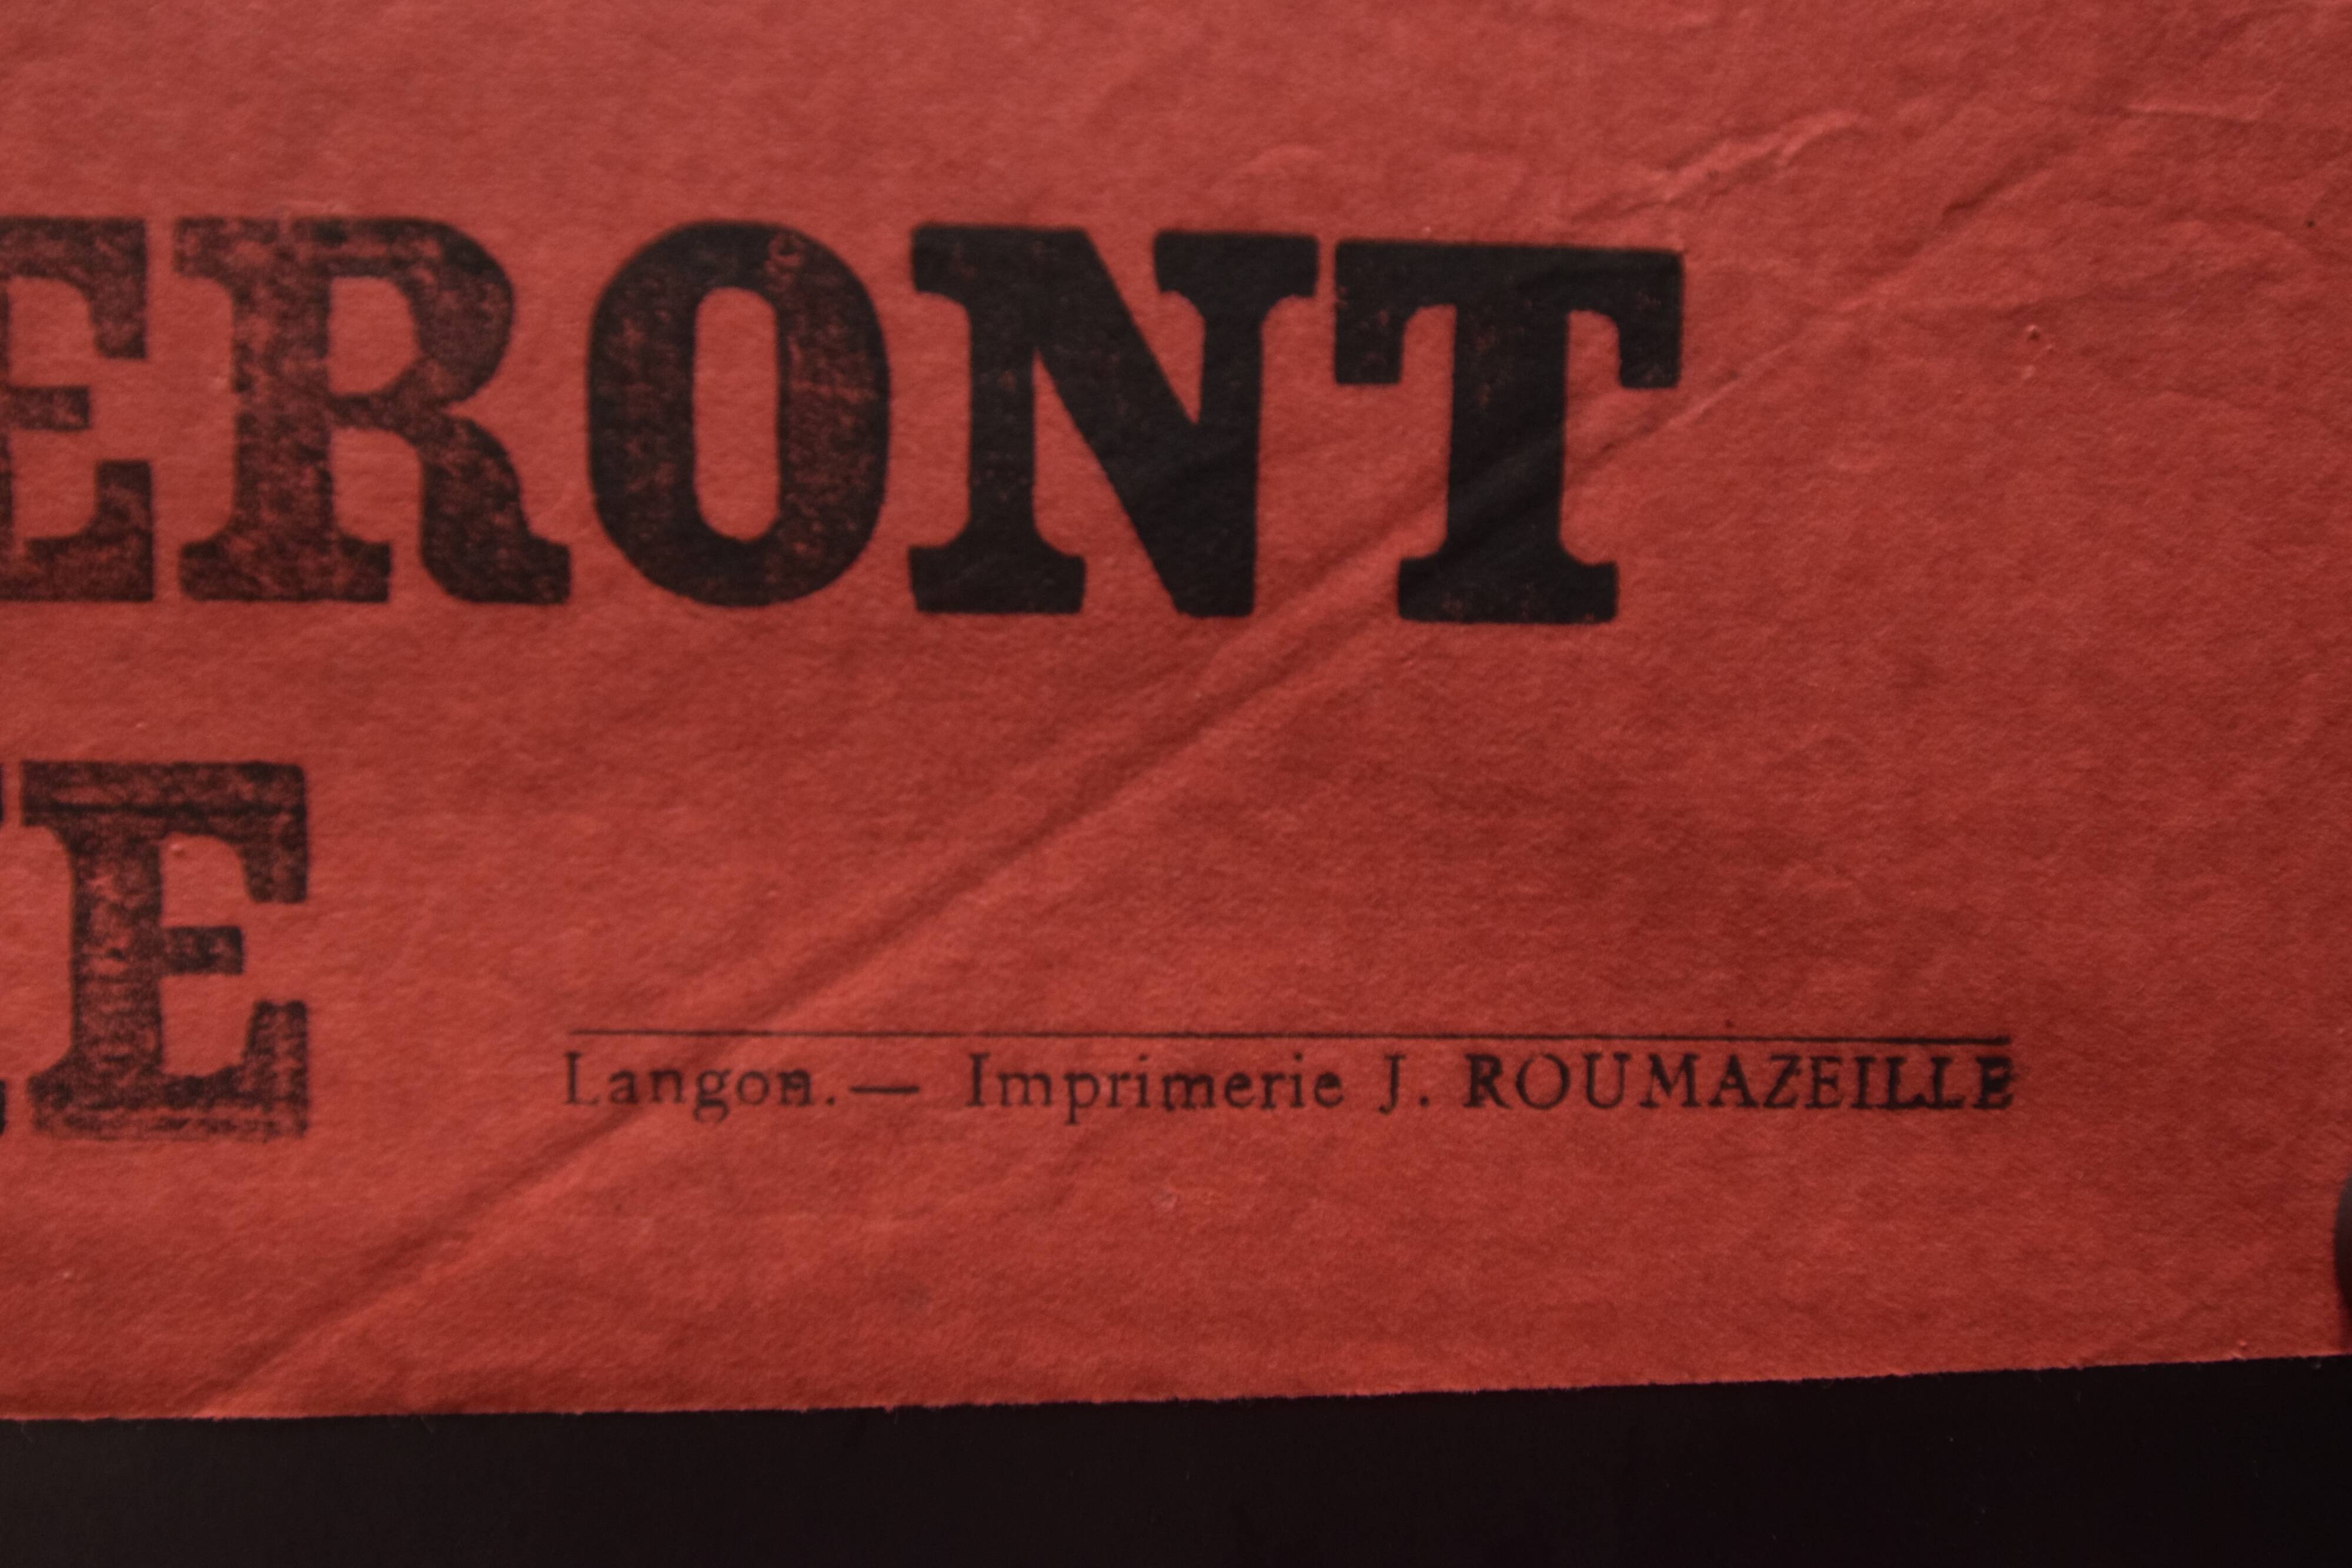 ERONT
E
Langon.— Imprimerie J. ROUMAZEILLE